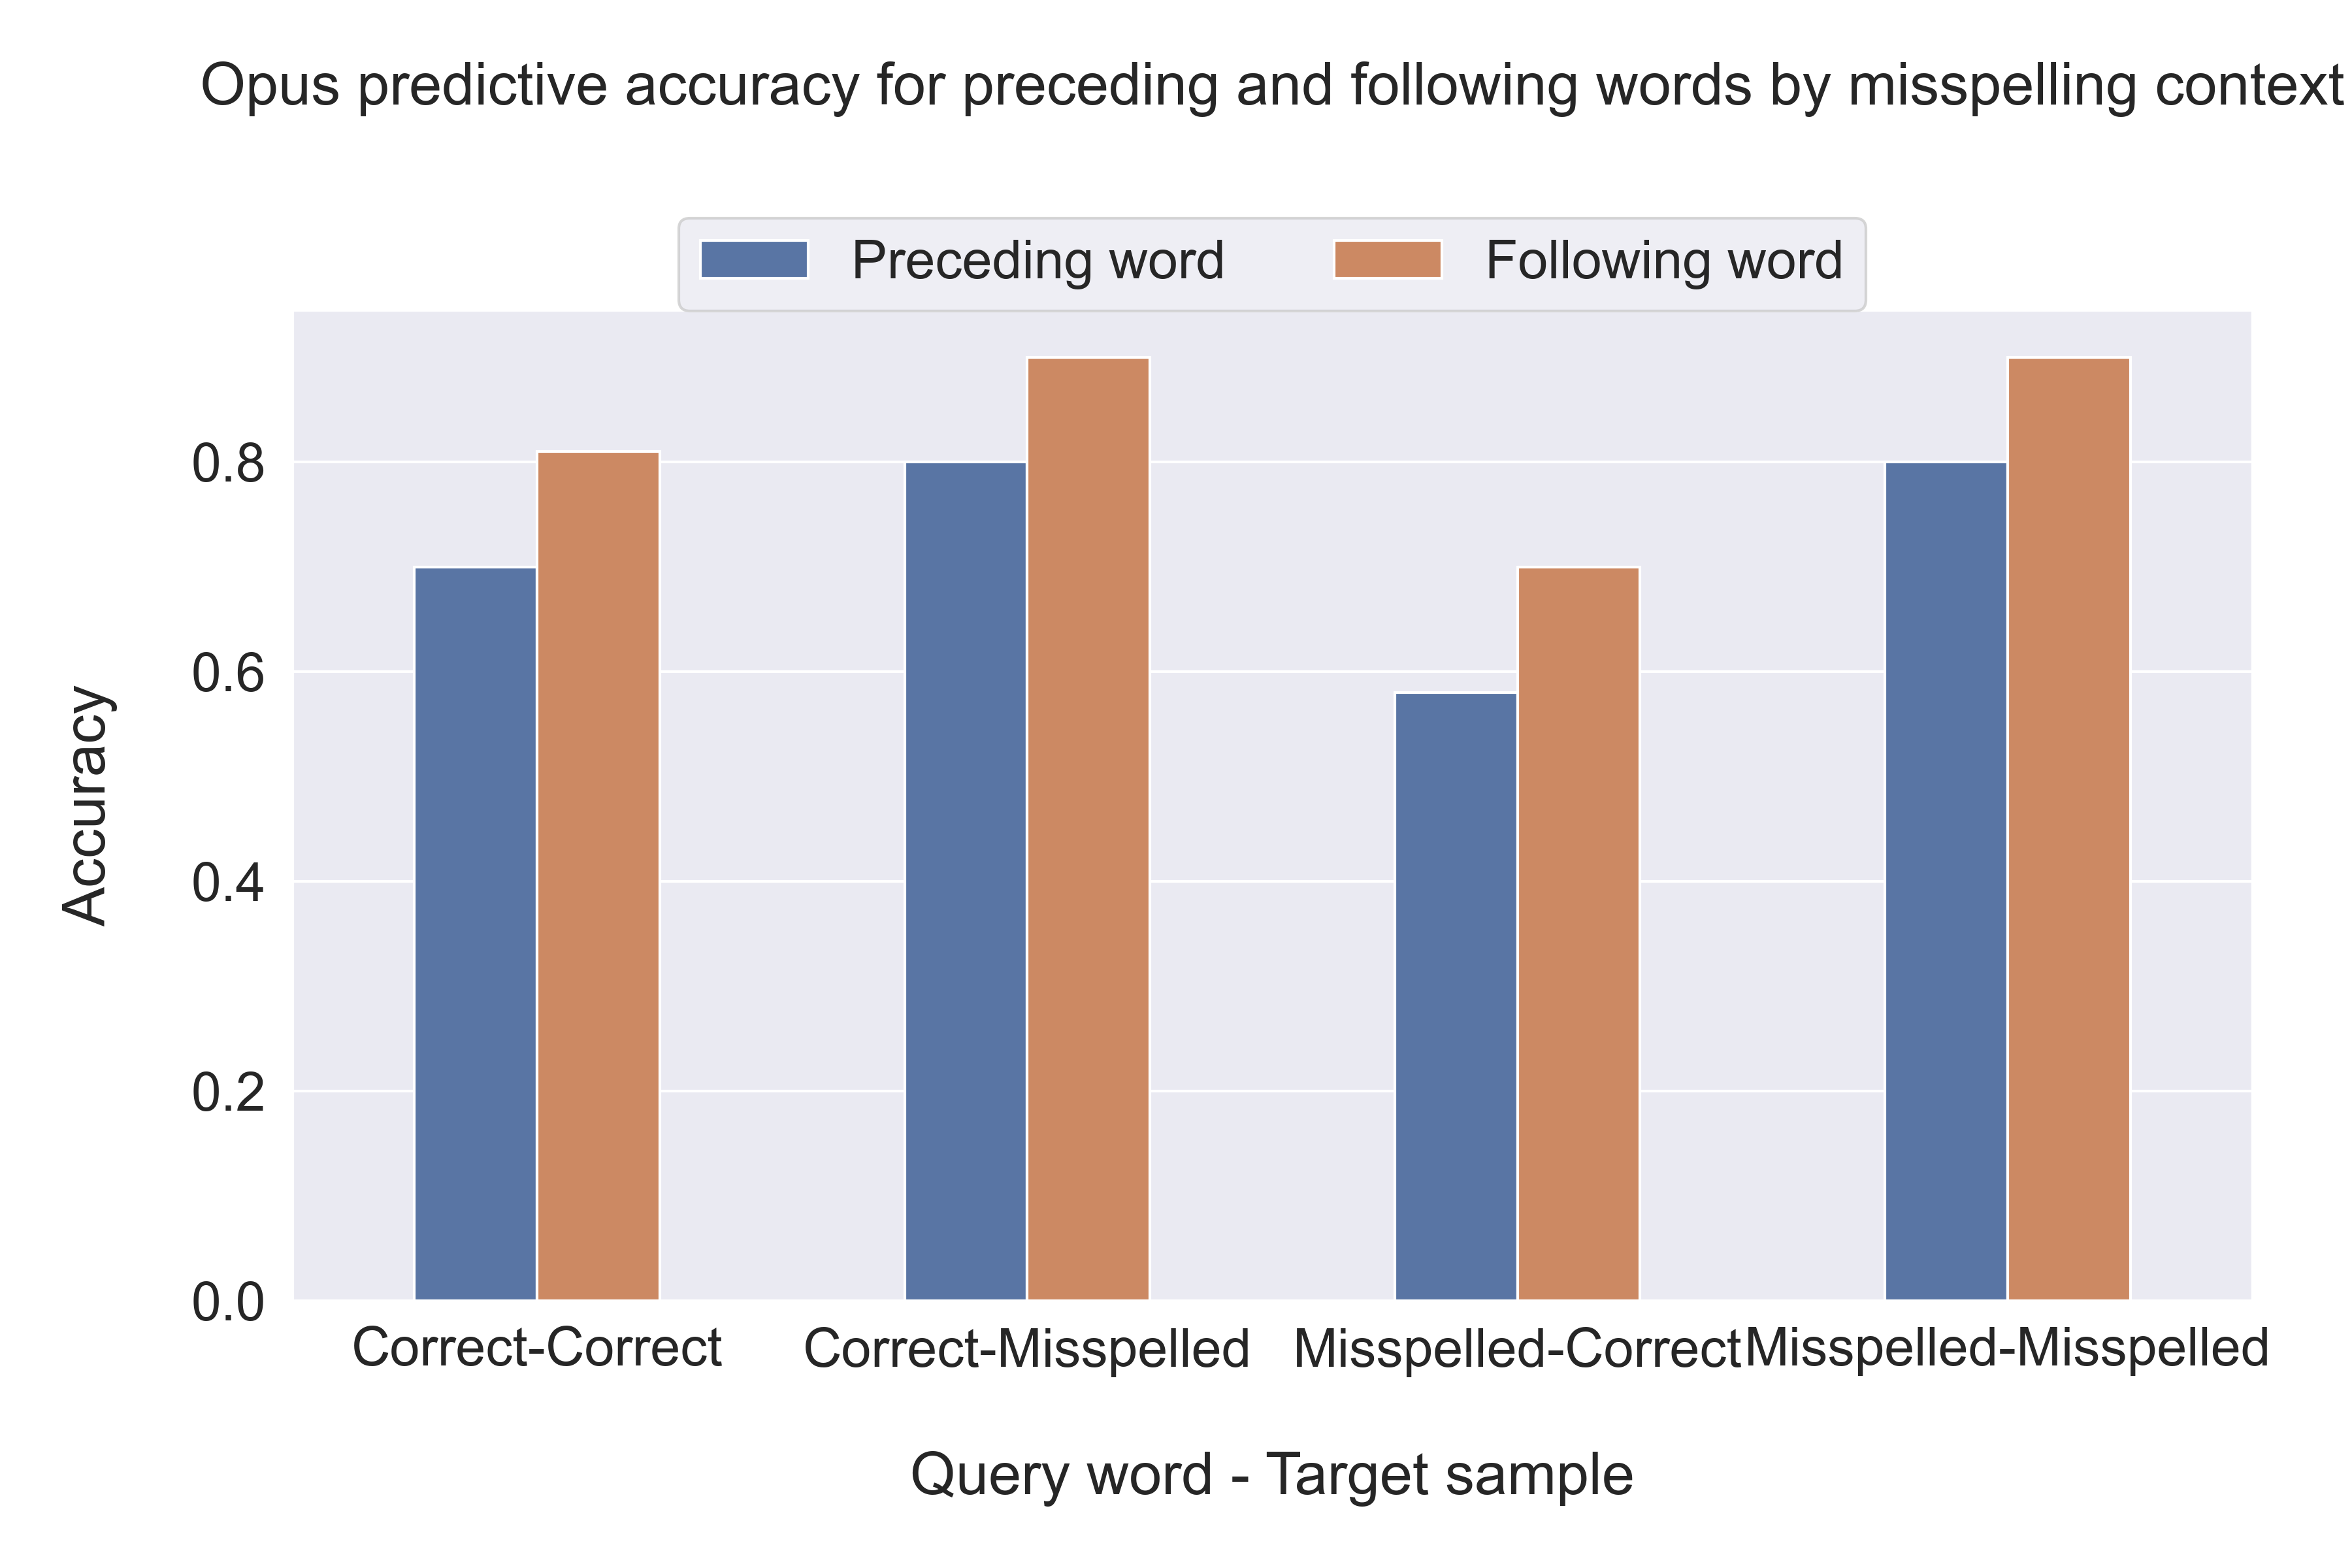 Opus predictive accuracy for preceding and following words by misspelling context
Preceding word
Following word
0.8
0.6
0.4
0.2
0.0
Accuracy
Correct-Correct
Correct-Misspelled
Misspelled-Correct
Misspelled-Misspelled
Query word - Target sample